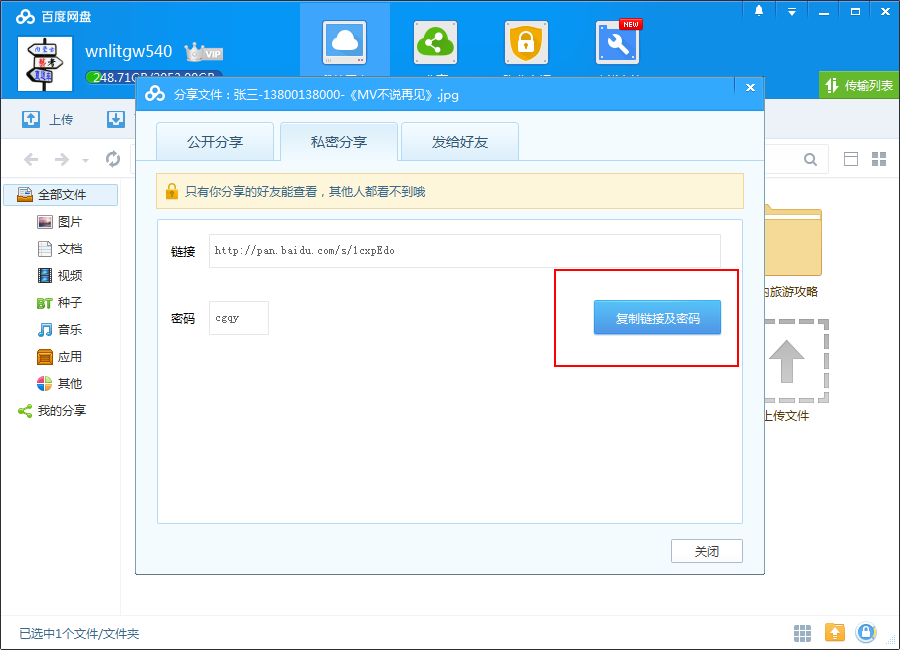 百度网盘
wnlitgw540
VIP
NEW
传输列表
分享文件：张三-13800138000-《MV不说再见》.jpg
上传
公开分享
私密分享
发给好友
只有你分享的好友能查看，其他人都看不到哦
全部文件
图片
文档
视频
BT 种子
音乐
应用
其他
我的分享
链接
http://pan.baidu.com/s/1cxpEdo
密码
cgqy
复制链接及密码
旅游攻略
上传文件
关闭
已选中1个文件/文件夹